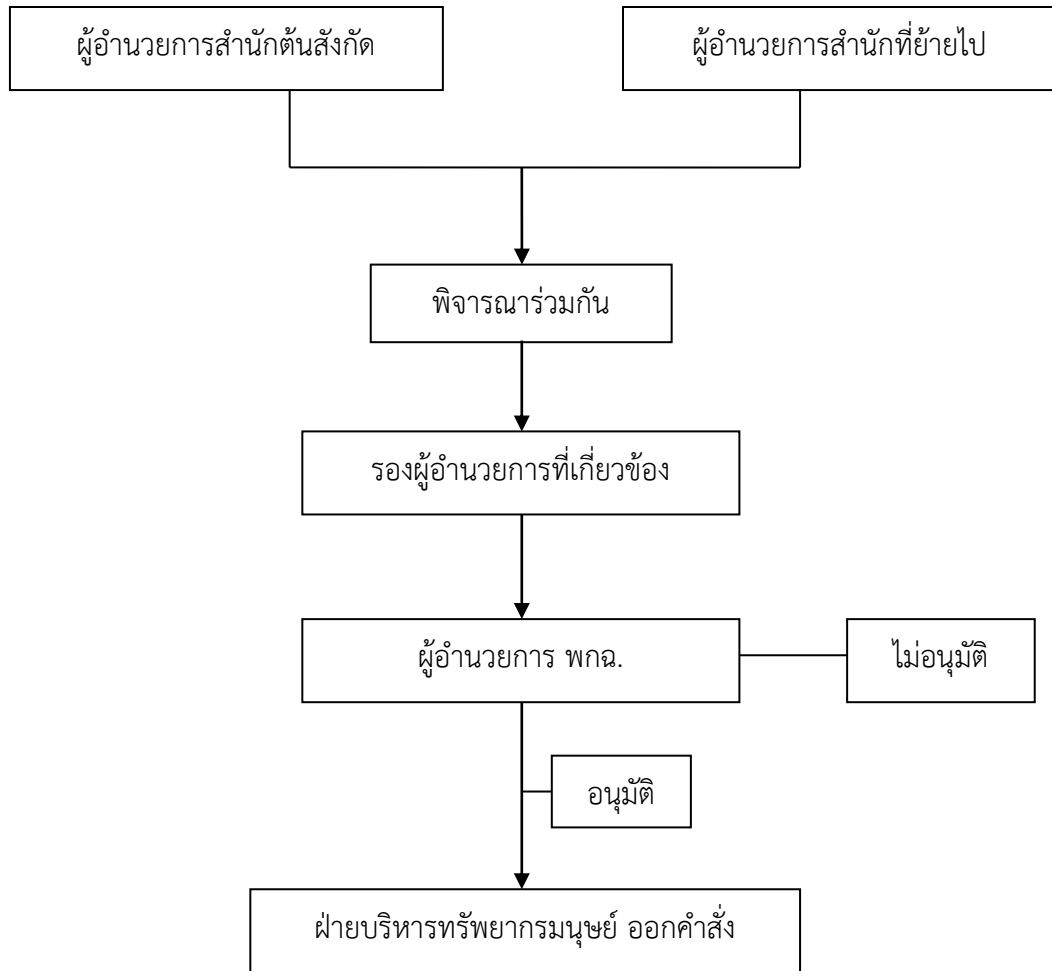 ผู้อำนวยการสำนักต้นสังกัด
ผู้อำนวยการสำนักที่ย้ายไป
พิจารณาร่วมกัน
รองผู้อำนวยการที่เกี่ยวข้อง
ผู้อำนวยการ พกฉ.
ไม่อนุมัติ
อนุมัติ
ฝ่ายบริหารทรัพยากรมนุษย์ ออกคำสั่ง